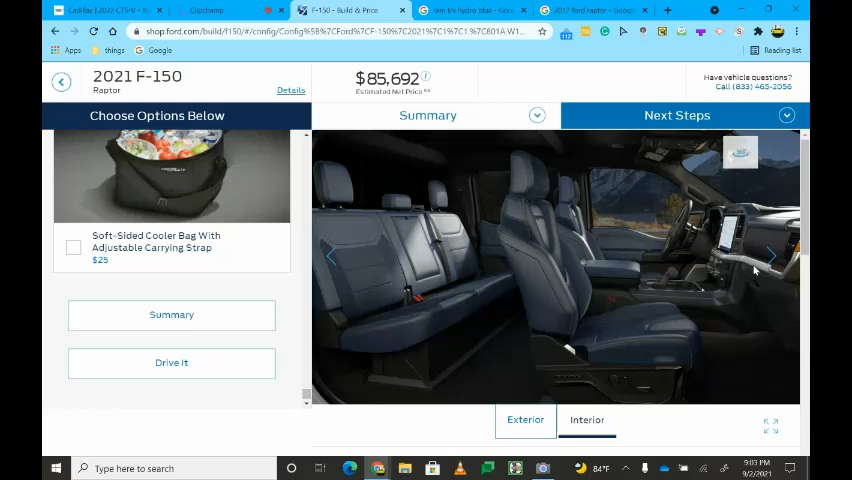 Cadillac | 2022 CT5-V - Bui
Clipchamp
F-150 - Build & Price
ram trx hydro blue - Goo
2017 ford raptor - Google
shop.ford.com/build/f150/#/config/Config%5B%7CFord%7CF-150%7C2021%7C1%7C1.%7C801A.W1...
112
Apps
things
Google
Reading list
2021 F-150
Raptor
Details
$85,692
Estimated Net Price
Have vehicle questions?
Call (833) 465-2056
Choose Options Below
Summary
Next Steps
Soft-Sided Cooler Bag With
Adjustable Carrying Strap
$25
Summary
Drive It
Exterior
Interior
Type here to search
84°F
9:03 PM
9/2/2021